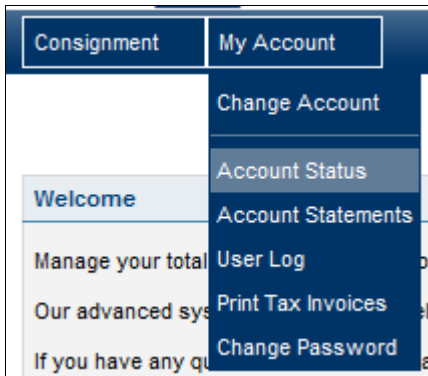 Consignment
My Account
Change Account
Account Status
Account Statements
User Log
Print Tax Invoices
Change Password
Welcome
Manage your total
Our advanced sys
If you have any qu